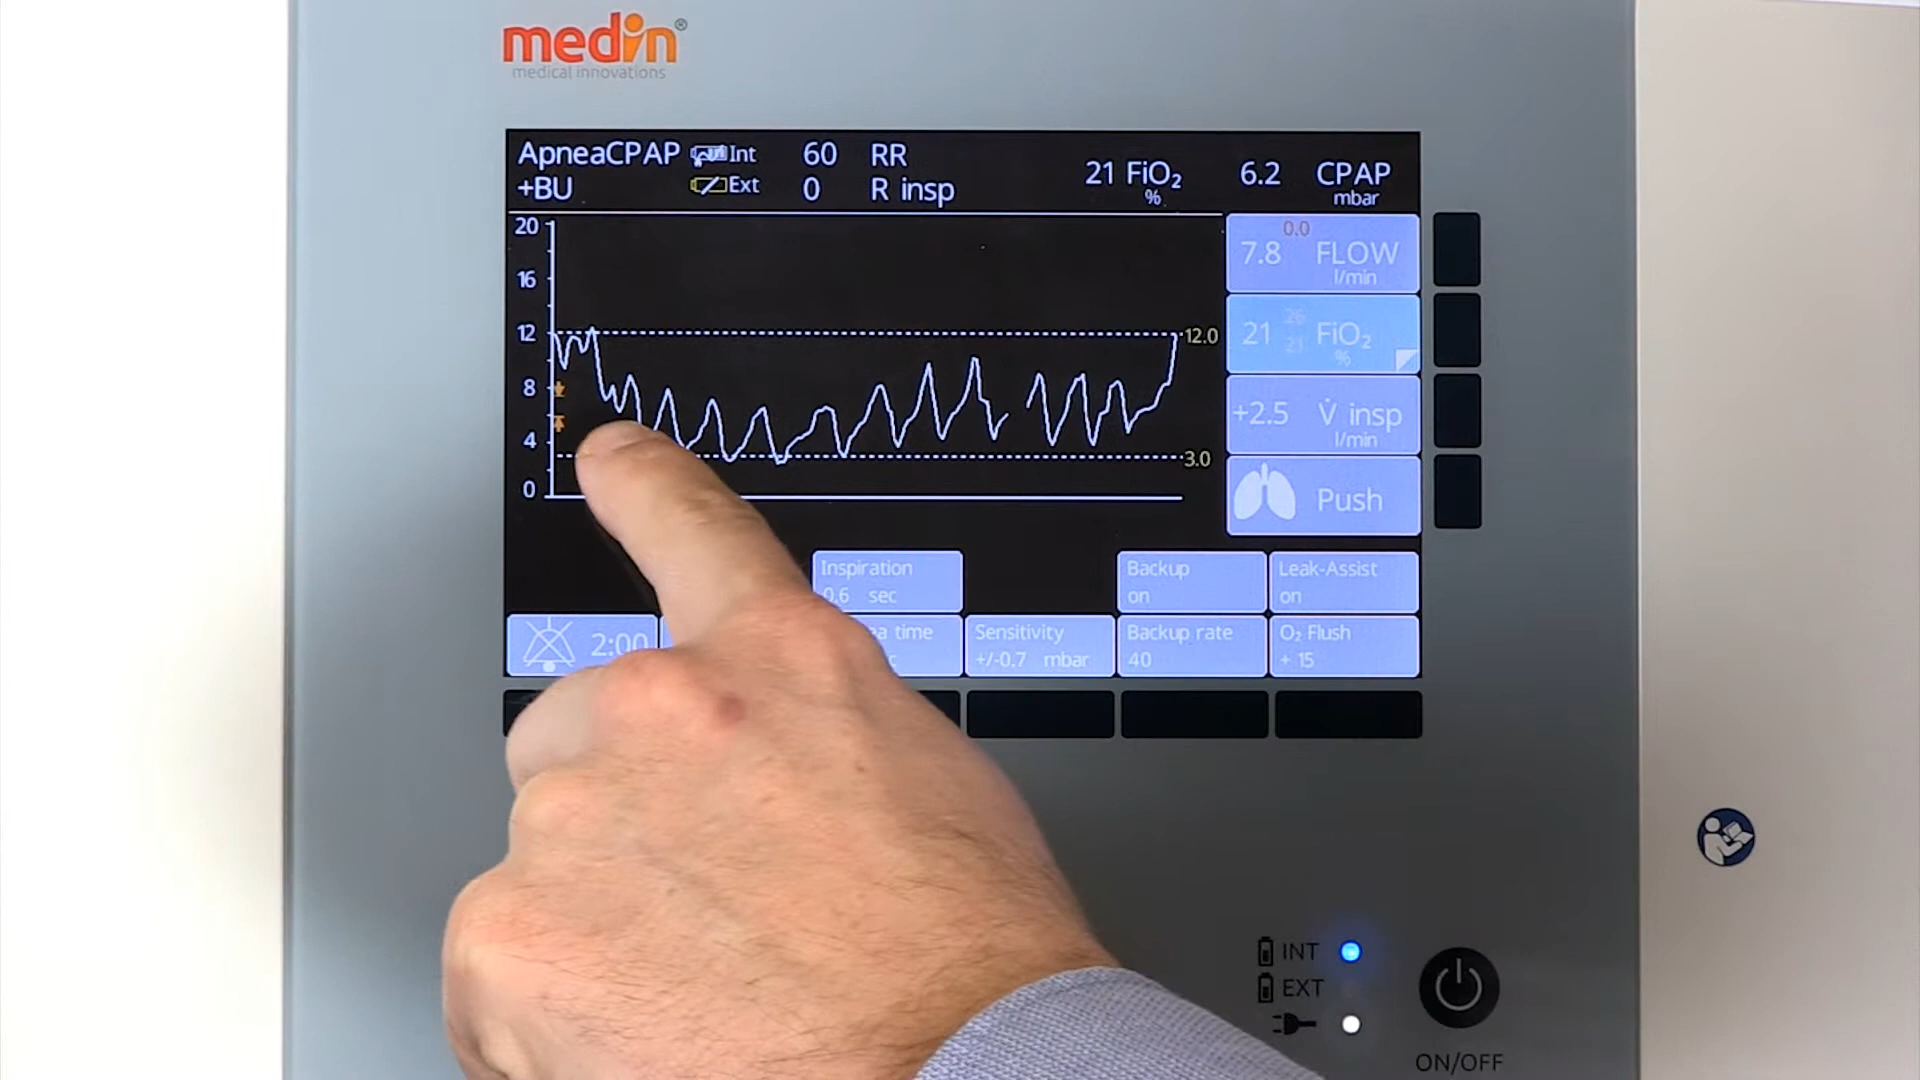 medin®
medical innovations
ApneaCPAP Int 60 RR 21 FiO₂ 6.2 CPAP
+BU Ext 0 R insp % mbar
20
16
12 12.0
8
4
3.0
0
0.0
7.8 FLOW
l/min
21 26 FiO₂
21 %
+2.5 V̇ insp
l/min
Push
Inspiration Backup Leak-Assist
0.6 sec on on
2:00 time Sensitivity Backup rate O₂ Flush
+/-0.7 mbar 40 + 15
INT
EXT
ON/OFF